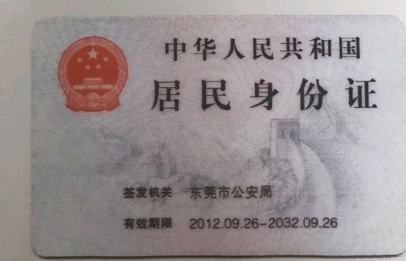 中华人民共和国
居民身份证
签发机关 东莞市公安局
有效期限 2012.09.26-2032.09.26